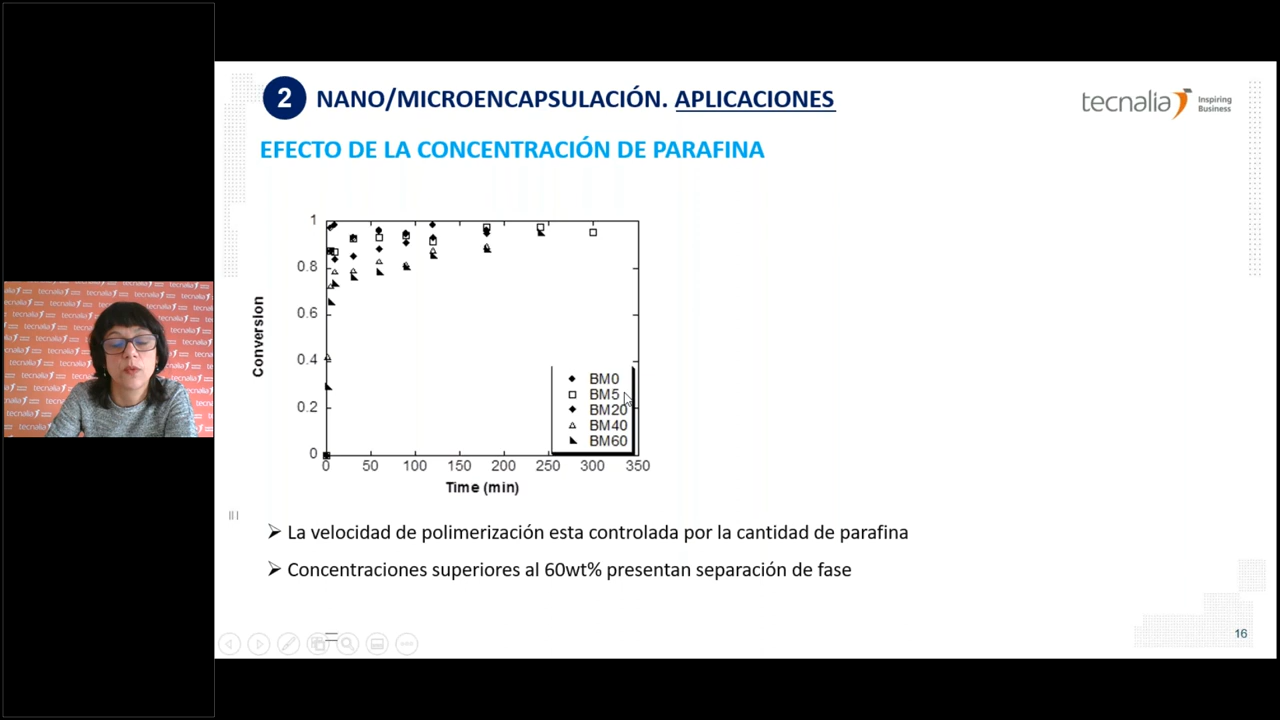 2 NANO/MICROENCAPSULACIÓN. APLICACIONES
tecnalia Inspiring Business
EFECTO DE LA CONCENTRACIÓN DE PARAFINA
1
0.8
0.6
0.4
0.2
0
Conversion
0 50 100 150 200 250 300 350
Time (min)
BM0
BM5
BM20
BM40
BM60
La velocidad de polimerización esta controlada por la cantidad de parafina
Concentraciones superiores al 60wt% presentan separación de fase
16
tecnalia